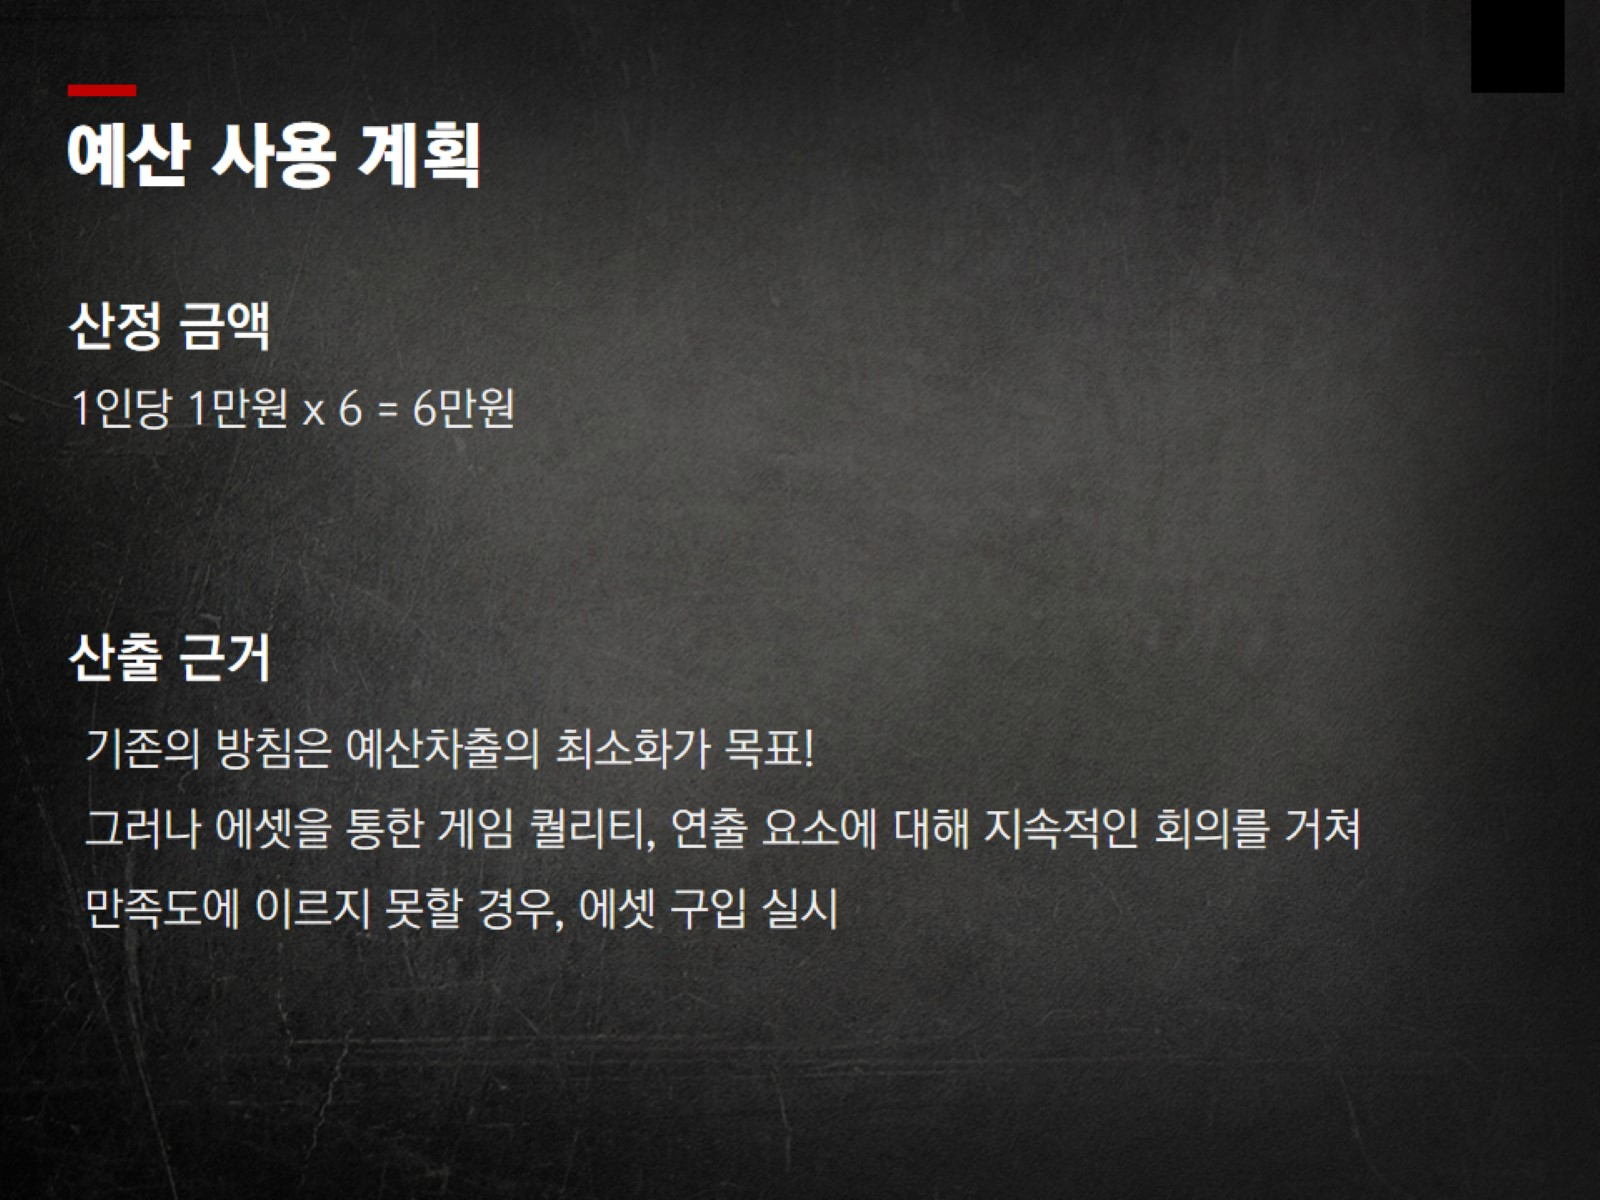 예산 사용 계획
산정 금액
1인당 1만원 x 6 = 6만원
산출 근거
기존의 방침은 예산차출의 최소화가 목표!
그러나 에셋을 통한 게임 퀄리티, 연출 요소에 대해 지속적인 회의를 거쳐
만족도에 이르지 못할 경우, 에셋 구입 실시